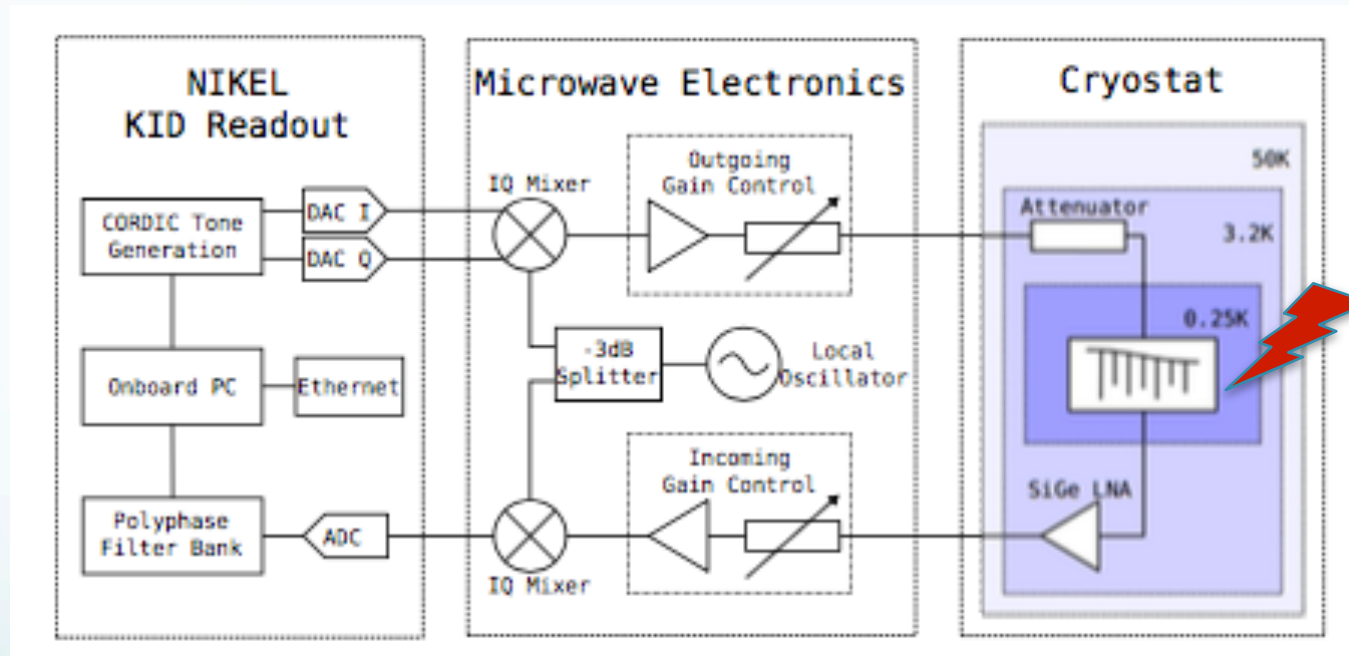 NIKEL
KID Readout
CORDIC Tone
Generation
DAC I
DAC Q
Onboard PC
Ethernet
Polyphase
Filter Bank
ADC
Microwave Electronics
IQ Mixer
Outgoing
Gain Control
-3dB
Splitter
Local
Oscillator
Incoming
Gain Control
IQ Mixer
Cryostat
50K
Attenuator
3.2K
0.25K
SiGe LNA